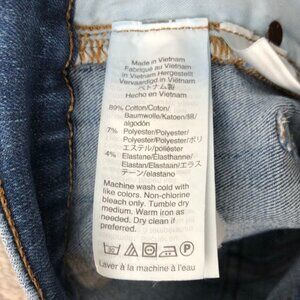 Made in Vietnam
Fabriqué au Vietnam
In Vietnam Hergestellt
Vervaardigd in Viëtnam
ベトナム製
Hecho en Vietnam
89% Cotton/Coton/
Baumwolle/Katoen/綿/
algodón
7% Polyester/Polyester/
Polyester/Polyester/ポリ
エステル/poliéster
4% Elastane/Élasthanne/
Elastan/Elastaan/エラス
テーン/elastano
Machine wash cold with
like colors. Non-chlorine
bleach only. Tumble dry
medium. Warm iron as
needed. Dry clean if
preferred.
Laver à la machine à l'eau